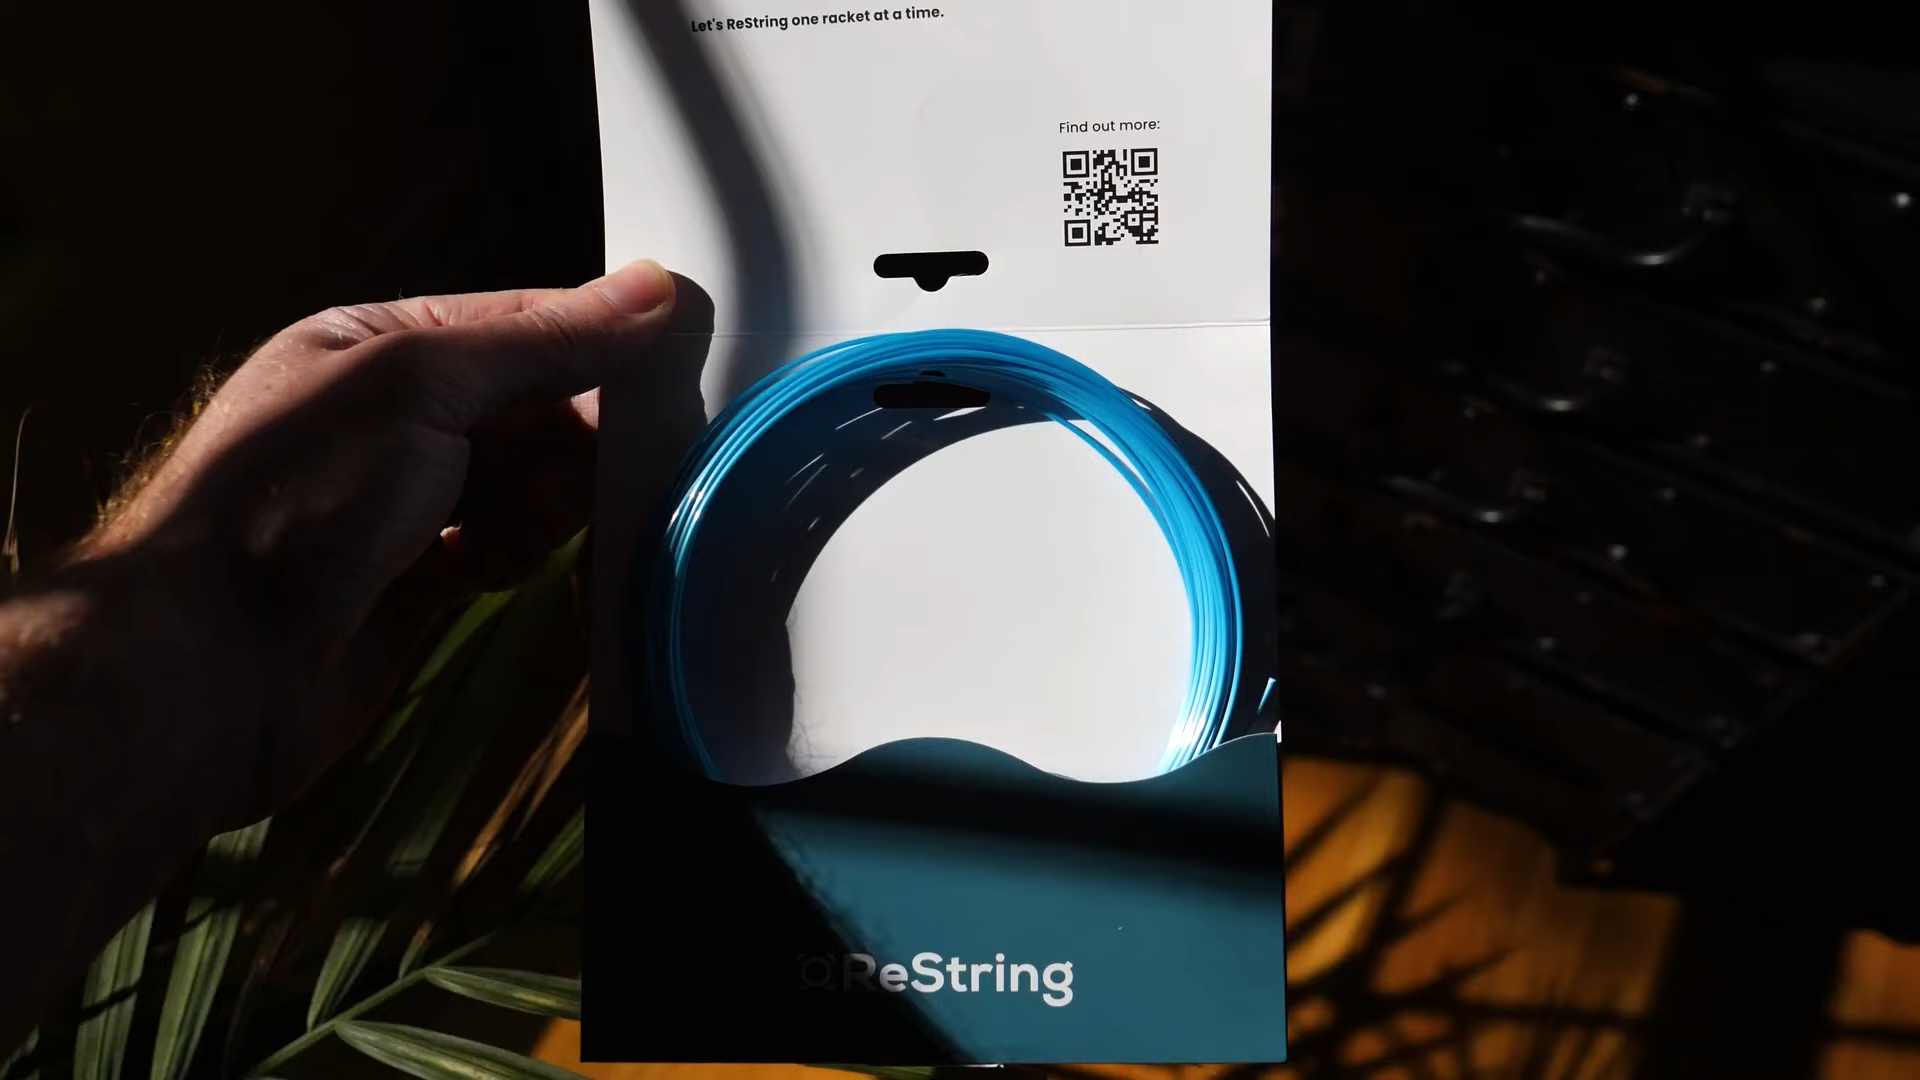 Let's ReString one racket at a time.
Find out more:
ReString